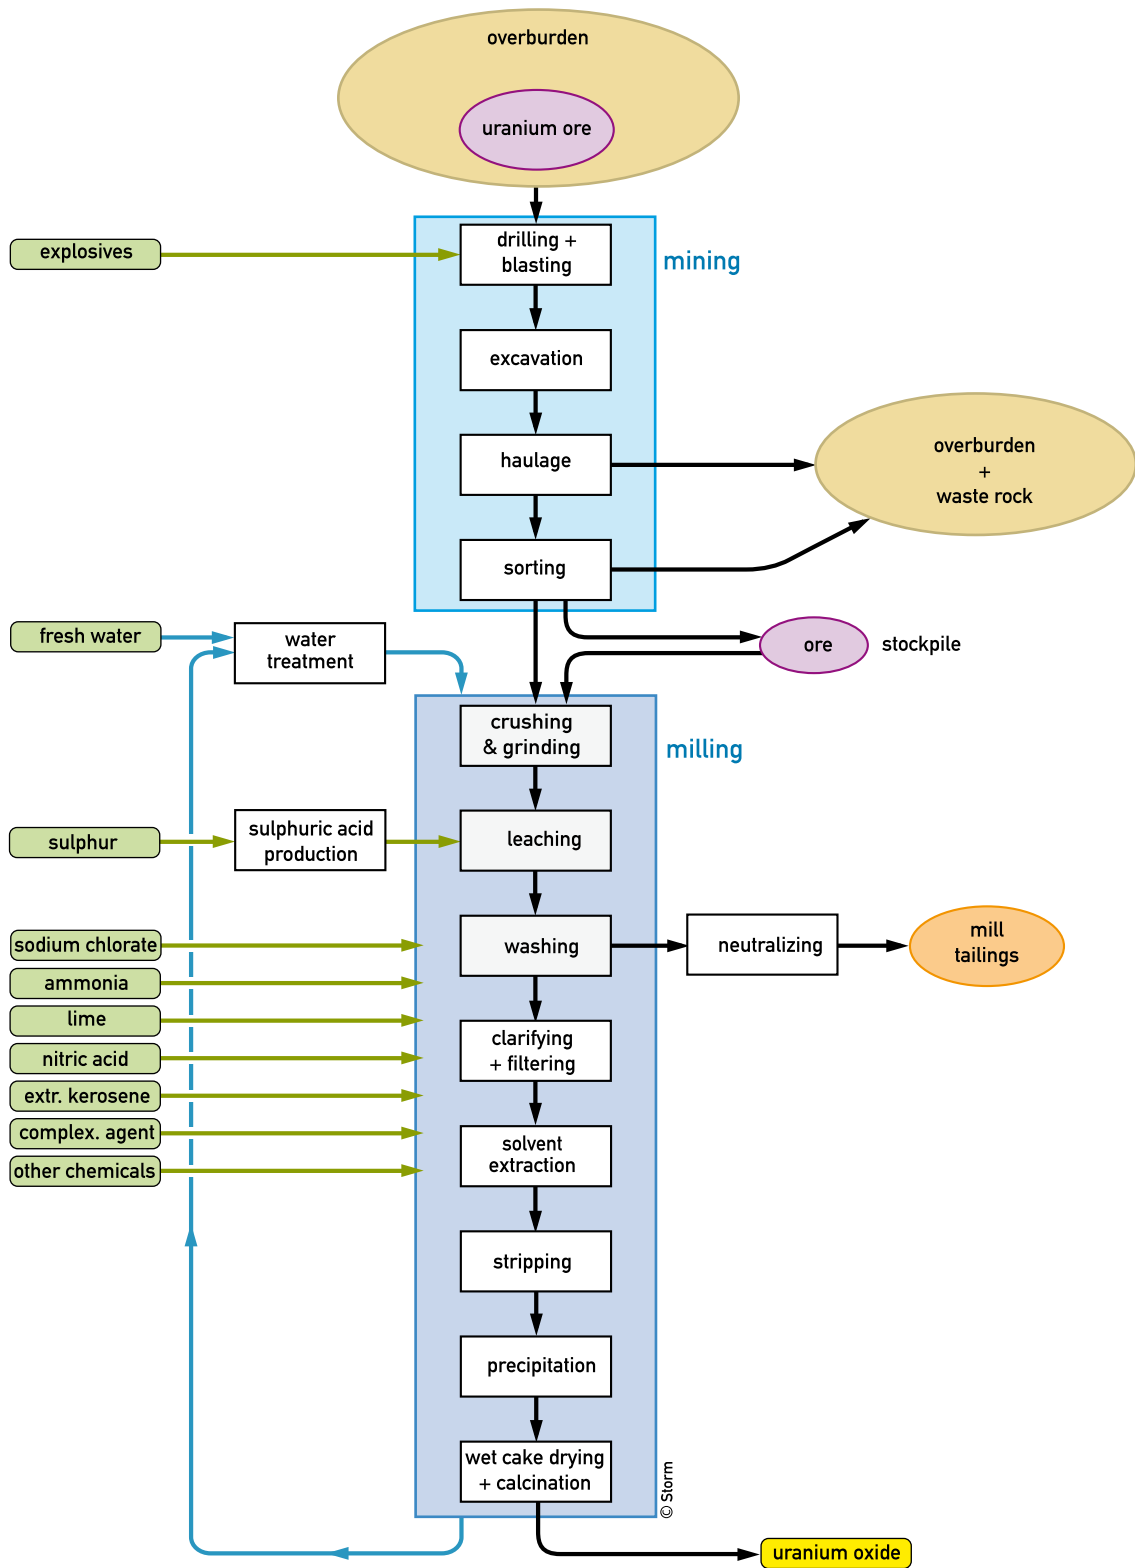 overburden
uranium ore
drilling +
blasting
explosives
mining
excavation
overburden
+
waste rock
haulage
sorting
fresh water
water
treatment
ore
stockpile
crushing
& grinding
milling
sulphur
sulphuric acid
production
leaching
sodium chlorate
washing
neutralizing
mill
tailings
ammonia
lime
nitric acid
clarifying
+ filtering
extr. kerosene
complex. agent
other chemicals
solvent
extraction
stripping
precipitation
wet cake drying
+ calcination
© Storm
uranium oxide